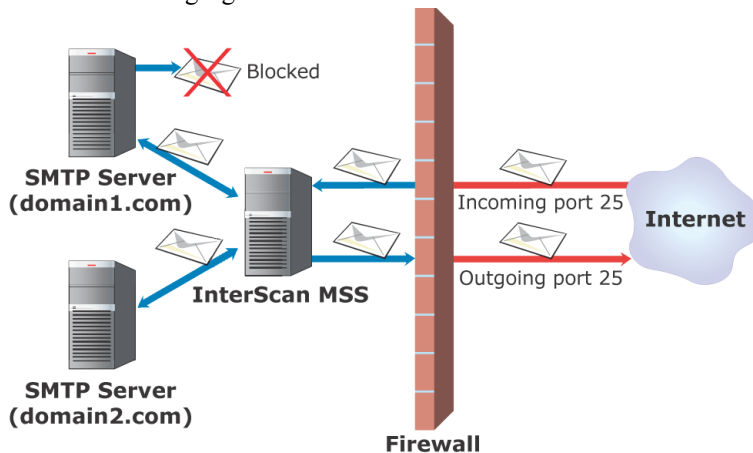 Blocked
SMTP Server
(domain1.com)
Incoming port 25
Internet
Outgoing port 25
InterScan MSS
SMTP Server
(domain2.com)
Firewall